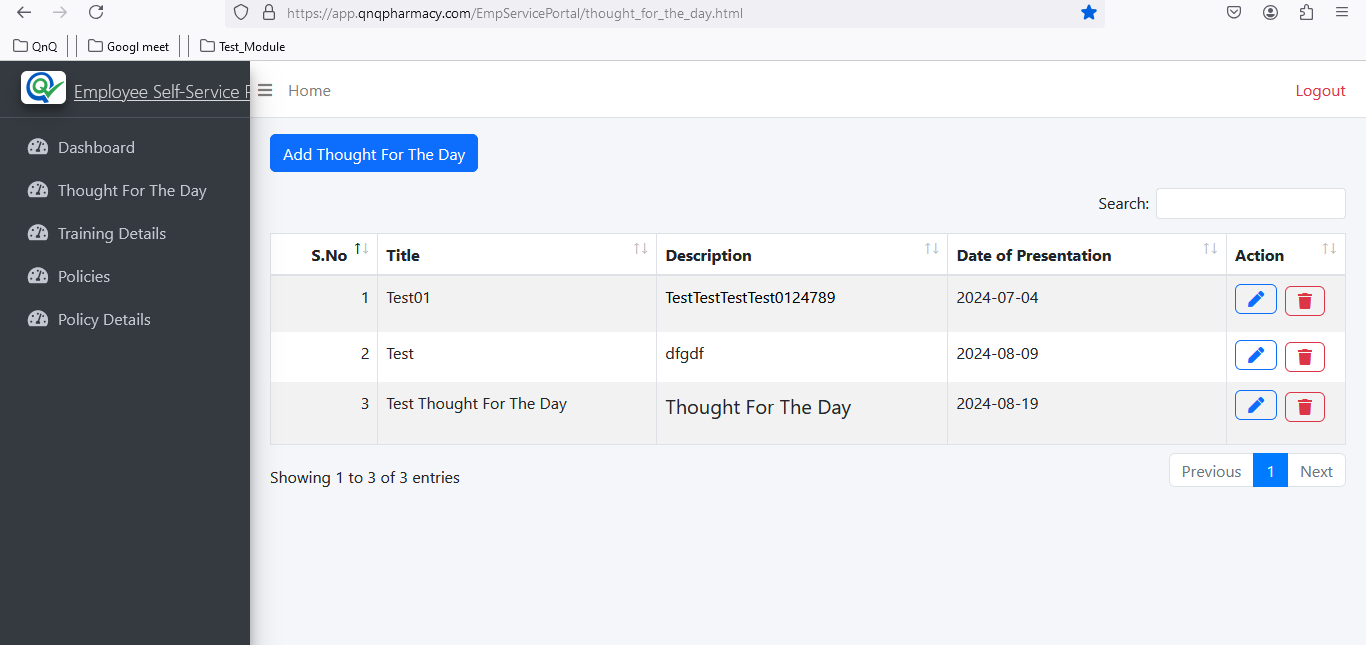 https://app.qnqpharmacy.com/EmpServicePortal/thought_for_the_day.html
QnQ Googl meet Test_Module
Employee Self-Service P
Home
Logout
Dashboard
Thought For The Day
Training Details
Policies
Policy Details
Add Thought For The Day
Search:
S.No Title Description Date of Presentation Action
1 Test01 TestTestTestTest0124789 2024-07-04
2 Test dfgdf 2024-08-09
3 Test Thought For The Day Thought For The Day 2024-08-19
Showing 1 to 3 of 3 entries
Previous 1 Next